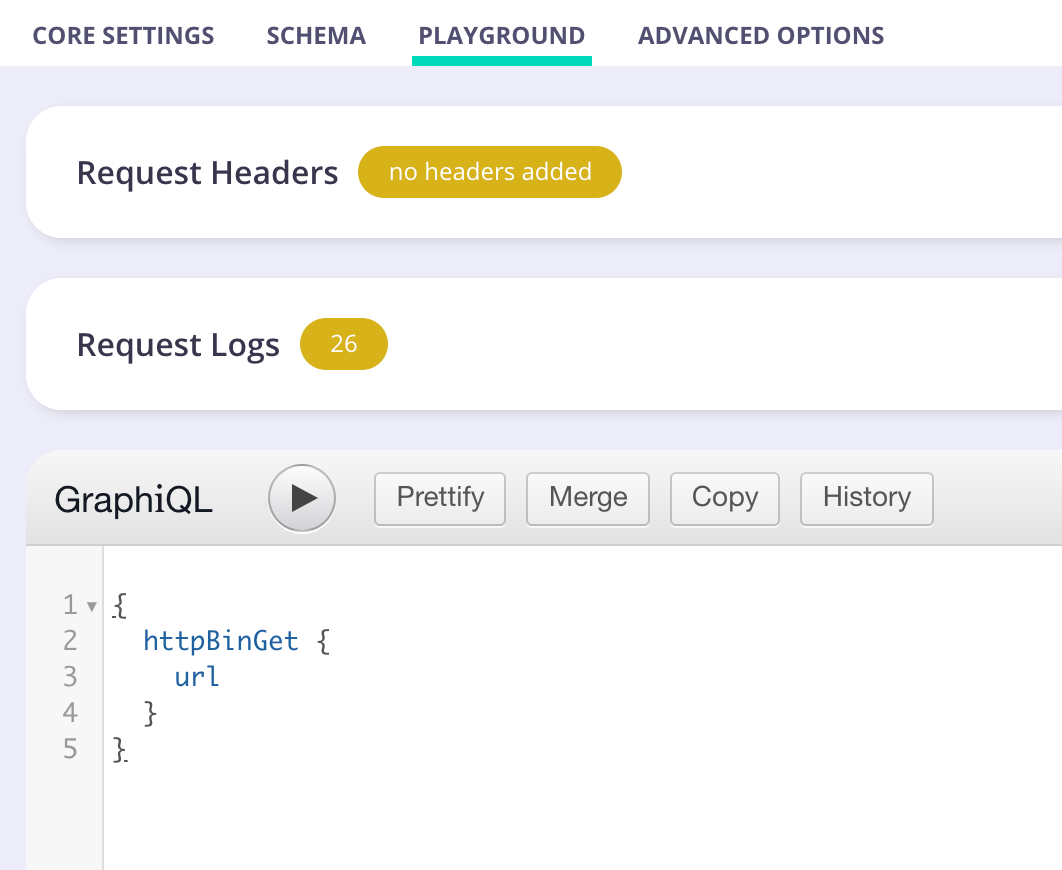 CORE SETTINGS SCHEMA PLAYGROUND ADVANCED OPTIONS
Request Headers no headers added
Request Logs 26
GraphiQL Prettify Merge Copy History
1 {
2 httpBinGet {
3 url
4 }
5 }